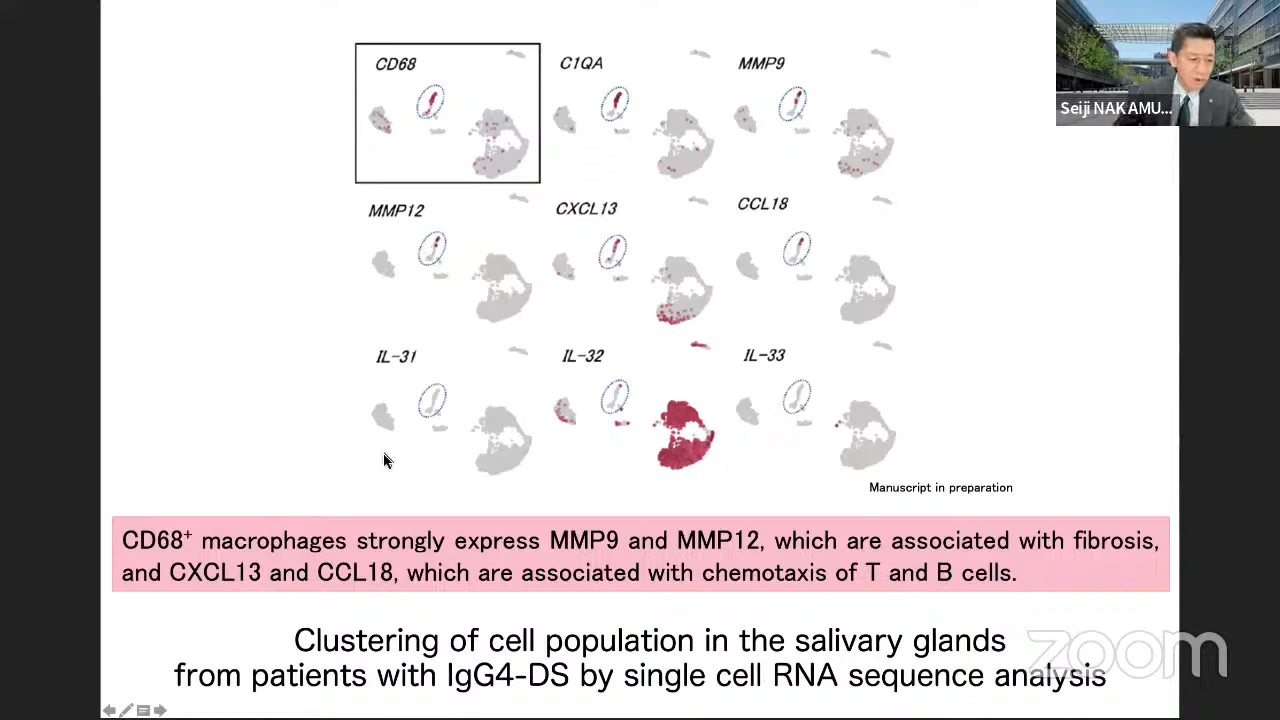 CD68
C1QA
MMP9
Seiji NAKAMU...
MMP12
CXCL13
CCL18
IL-31
IL-32
IL-33
Manuscript in preparation
CD68⁺ macrophages strongly express MMP9 and MMP12, which are associated with fibrosis,
and CXCL13 and CCL18, which are associated with chemotaxis of T and B cells.
Clustering of cell population in the salivary glands
from patients with IgG4-DS by single cell RNA sequence analysis
zoom